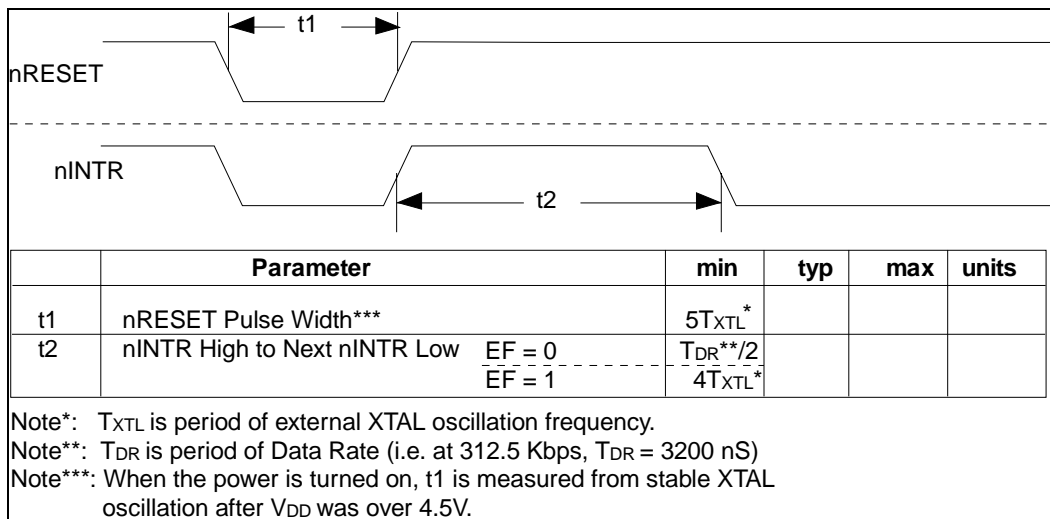 t1
nRESET
nINTR
t2
Parameter min typ max units
t1 nRESET Pulse Width*** 5TXTL*
t2 nINTR High to Next nINTR Low EF = 0 TDR**/2
EF = 1 4TXTL*
Note*: TXTL is period of external XTAL oscillation frequency.
Note**: TDR is period of Data Rate (i.e. at 312.5 Kbps, TDR = 3200 nS)
Note***: When the power is turned on, t1 is measured from stable XTAL
oscillation after VDD was over 4.5V.